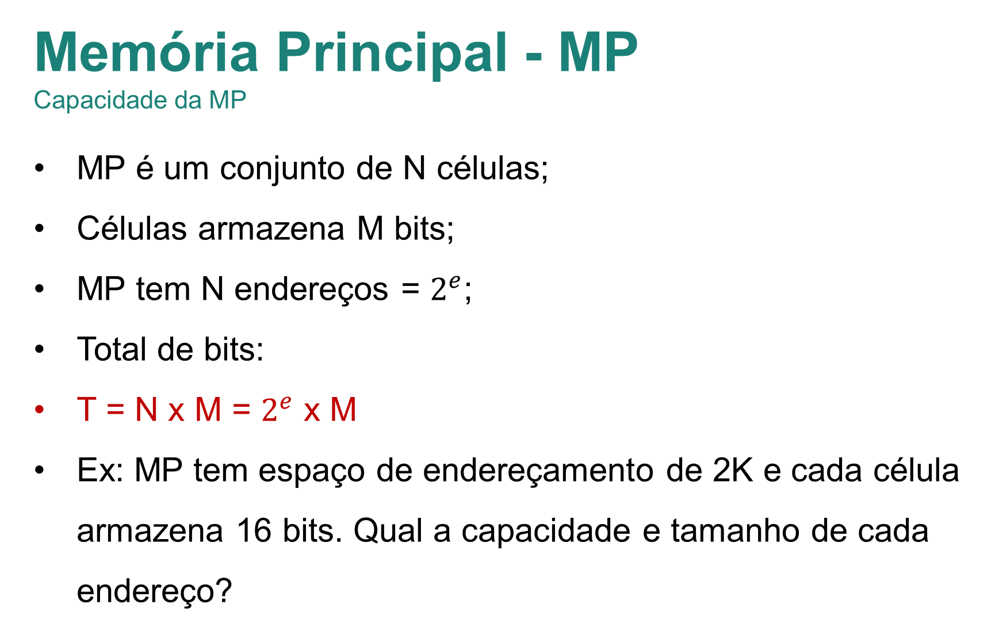 Memória Principal - MP
Capacidade da MP
• MP é um conjunto de N células;
• Células armazena M bits;
• MP tem N endereços = 2^e;
• Total de bits:
• T = N x M = 2^e x M
• Ex: MP tem espaço de endereçamento de 2K e cada célula
armazena 16 bits. Qual a capacidade e tamanho de cada
endereço?